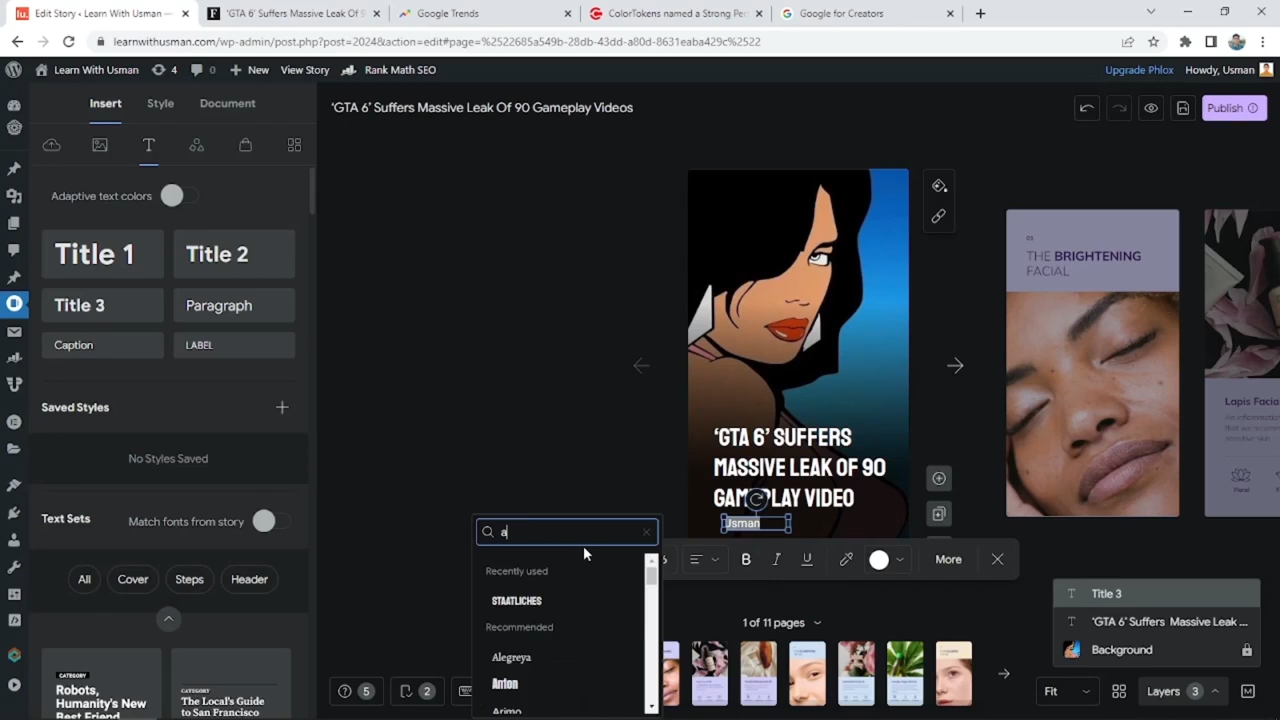 Edit Story ‹ Learn With Usman —
'GTA 6' Suffers Massive Leak Of 9
Google Trends
ColorTokens named a Strong Per
Google for Creators
learnwithusman.com/wp-admin/post.php?post=2024&action=edit#page=%2522685a549b-28db-43dd-a80d-8631eaba429c%2522
Learn With Usman
4
0
New
View Story
Rank Math SEO
Upgrade Phlox
Howdy, Usman
Insert
Style
Document
'GTA 6' Suffers Massive Leak Of 90 Gameplay Videos
Publish
Adaptive text colors
Title 1
Title 2
Title 3
Paragraph
Caption
LABEL
Saved Styles
No Styles Saved
Text Sets
Match fonts from story
All
Cover
Steps
Header
CATEGORY
Robots,
Humanity's
New Best
Friend
CATEGORY
The Local's Guide
to San Francisco
'GTA 6' SUFFERS
MASSIVE LEAK OF 90
GAMEPLAY VIDEO
Usman
THE BRIGHTENING
FACIAL
Lapis Facia
a
Recently used
STAATLICHES
Recommended
Alegreya
Anton
Arimo
B
I
U
More
1 of 11 pages
Title 3
'GTA 6' Suffers Massive Leak ...
Background
5
2
Fit
Layers
3